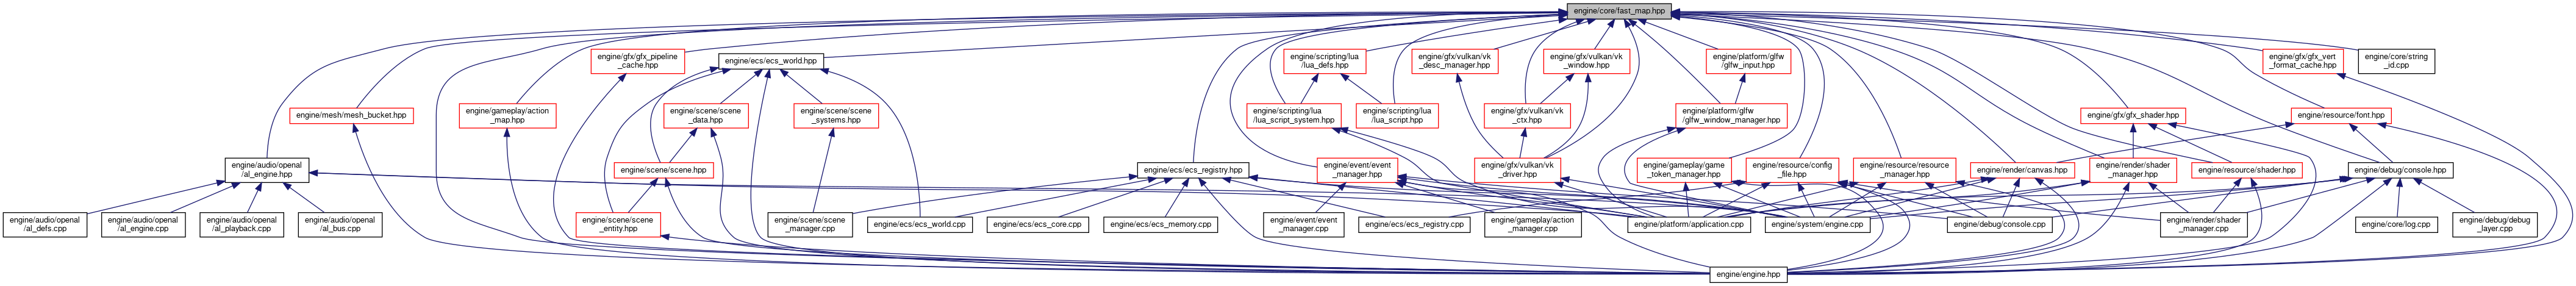 engine/core/fast_map.hpp
engine/gfx/gfx_pipeline
_cache.hpp
engine/ecs/ecs_world.hpp
engine/scripting/lua
/lua_defs.hpp
engine/gfx/vulkan/vk
_desc_manager.hpp
engine/gfx/vulkan/vk
_window.hpp
engine/platform/glfw
/glfw_input.hpp
engine/gfx/gfx_vert
_format_cache.hpp
engine/core/string
_id.cpp
engine/mesh/mesh_bucket.hpp
engine/gameplay/action
_map.hpp
engine/scene/scene
_data.hpp
engine/scene/scene
_systems.hpp
engine/scripting/lua
/lua_script_system.hpp
engine/scripting/lua
/lua_script.hpp
engine/gfx/vulkan/vk
_ctx.hpp
engine/platform/glfw
/glfw_window_manager.hpp
engine/gfx/gfx_shader.hpp
engine/resource/font.hpp
engine/audio/openal
/al_engine.hpp
engine/scene/scene.hpp
engine/ecs/ecs_registry.hpp
engine/event/event
_manager.hpp
engine/gfx/vulkan/vk
_driver.hpp
engine/gameplay/game
_token_manager.hpp
engine/resource/config
_file.hpp
engine/resource/resource
_manager.hpp
engine/render/canvas.hpp
engine/render/shader
_manager.hpp
engine/resource/shader.hpp
engine/debug/console.hpp
engine/audio/openal
/al_defs.cpp
engine/audio/openal
/al_engine.cpp
engine/audio/openal
/al_playback.cpp
engine/audio/openal
/al_bus.cpp
engine/scene/scene
_entity.hpp
engine/scene/scene
_manager.cpp
engine/ecs/ecs_world.cpp
engine/ecs/ecs_core.cpp
engine/ecs/ecs_memory.cpp
engine/event/event
_manager.cpp
engine/ecs/ecs_registry.cpp
engine/gameplay/action
_manager.cpp
engine/platform/application.cpp
engine/system/engine.cpp
engine/debug/console.cpp
engine/render/shader
_manager.cpp
engine/core/log.cpp
engine/debug/debug
_layer.cpp
engine/engine.hpp